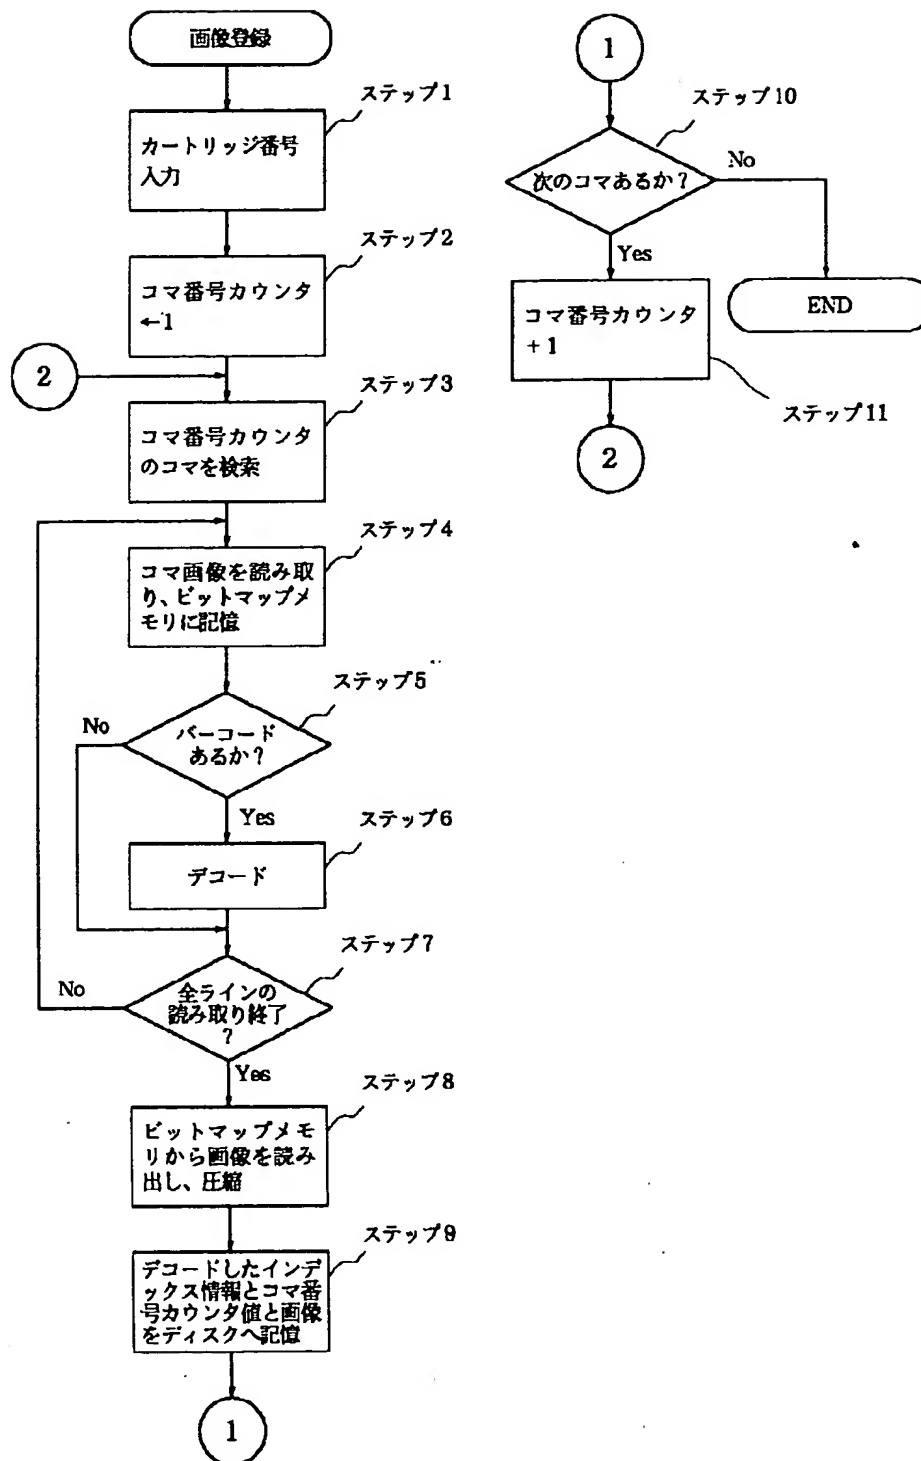 画像登録
ステップ1
カートリッジ番号
入力
ステップ2
コマ番号カウンタ
←1
2
ステップ3
コマ番号カウンタ
のコマを検索
ステップ4
コマ画像を読み取
り、ビットマップメ
モリに記憶
ステップ5
No
バーコード
あるか?
Yes
ステップ6
デコード
ステップ7
No
全ラインの
読み取り終了
?
Yes
ステップ8
ビットマップメモ
リから画像を読み
出し、圧縮
ステップ9
デコードしたインデ
ックス情報とコマ番
号カウンタ値と画像
をディスクへ記憶
1
1
ステップ10
次のコマあるか?
No
Yes
END
コマ番号カウンタ
+1
ステップ11
2